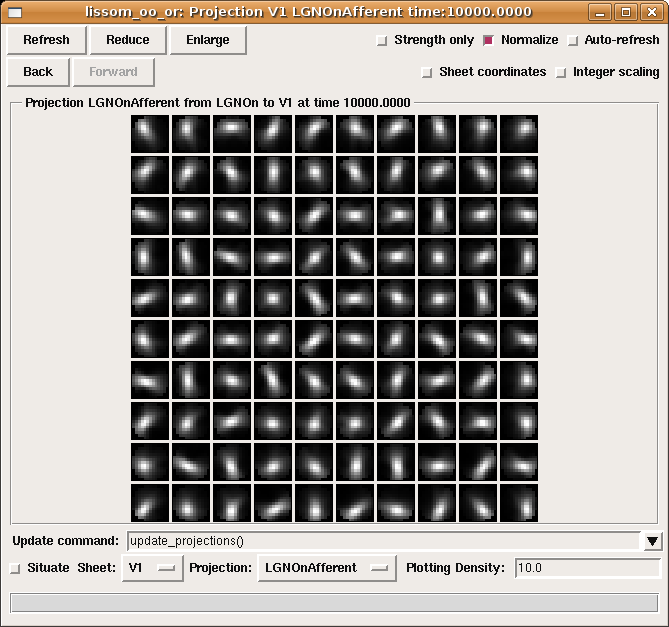 lissom_oo_or: Projection V1 LGNOnAfferent time:10000.0000
Refresh Reduce Enlarge Strength only Normalize Auto-refresh
Back Forward Sheet coordinates Integer scaling
Projection LGNOnAfferent from LGNOn to V1 at time 10000.0000
Update command: update_projections()
Situate Sheet: V1 Projection: LGNOnAfferent Plotting Density: 10.0